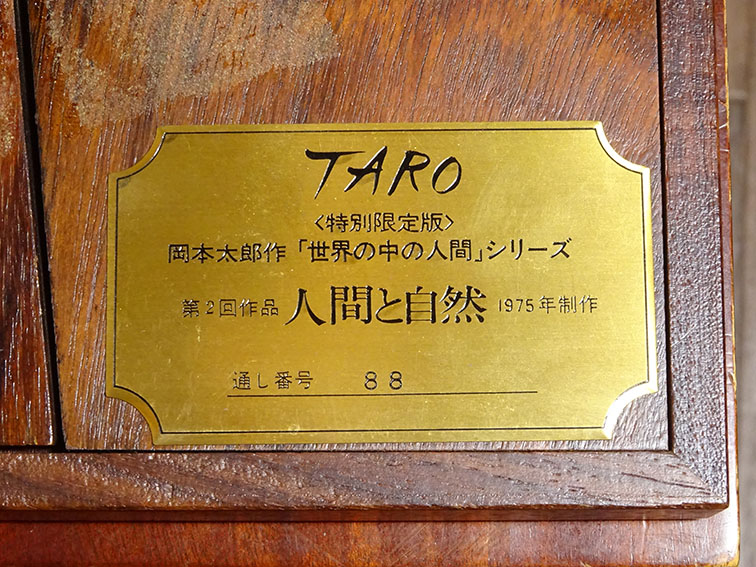 TARO
〈特別限定版〉
岡本太郎作「世界の中の人間」シリーズ
第2回作品 人間と自然 1975年制作
通し番号 88